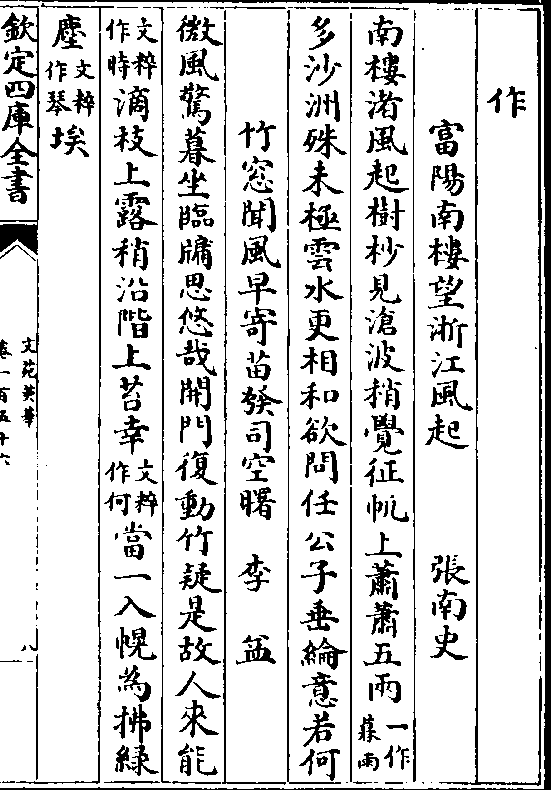 作
富陽南樓望浙江風起 張南史
南樓渚風起樹杪見滄波稍覺征帆上蕭蕭五兩一作蘇兩
多沙洲殊未極雲水更相和欲問任公子垂綸意若何
竹窓聞風早寄苗發司空曙 李益
微風驚暮坐臨牖思悠哉開門復動竹疑是故人來能
文粹作時滴枝上露稍沿階上苔幸文粹作何當一入幌為拂綠
文粹作琴塵埃
欽定四庫全書
文苑英華
卷一百五十六
八